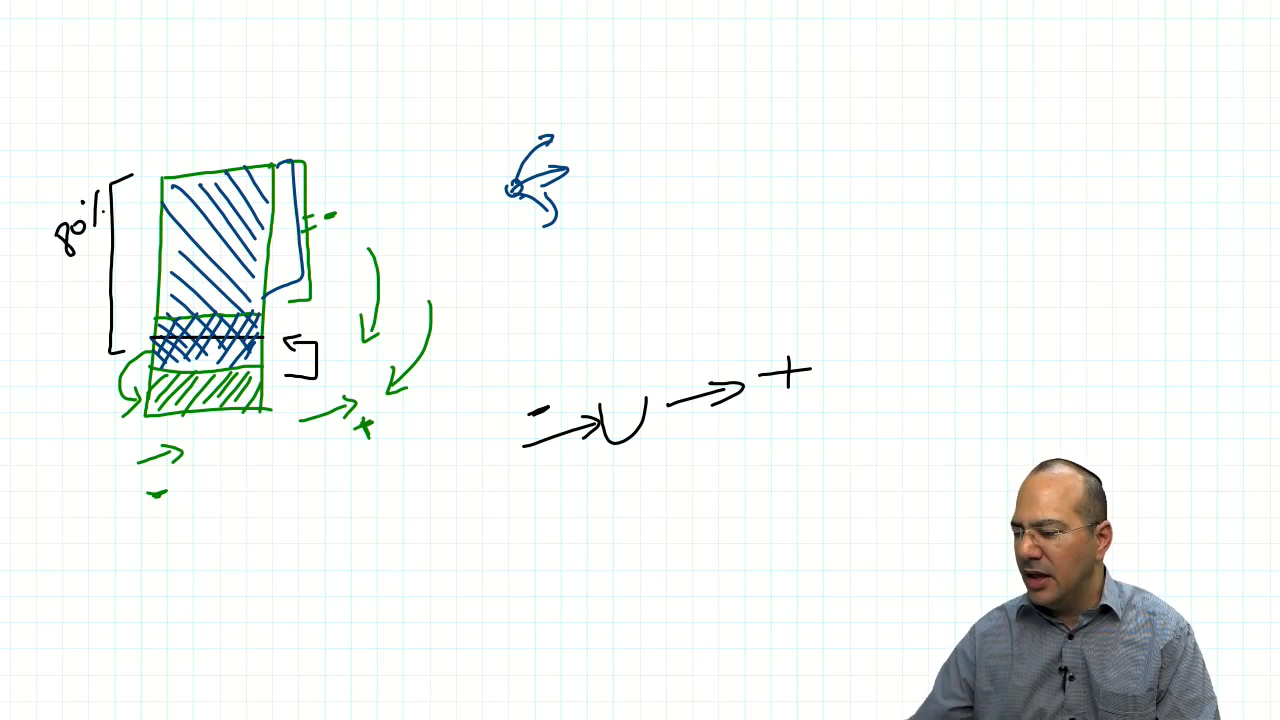 80%
-
+
- U +
-